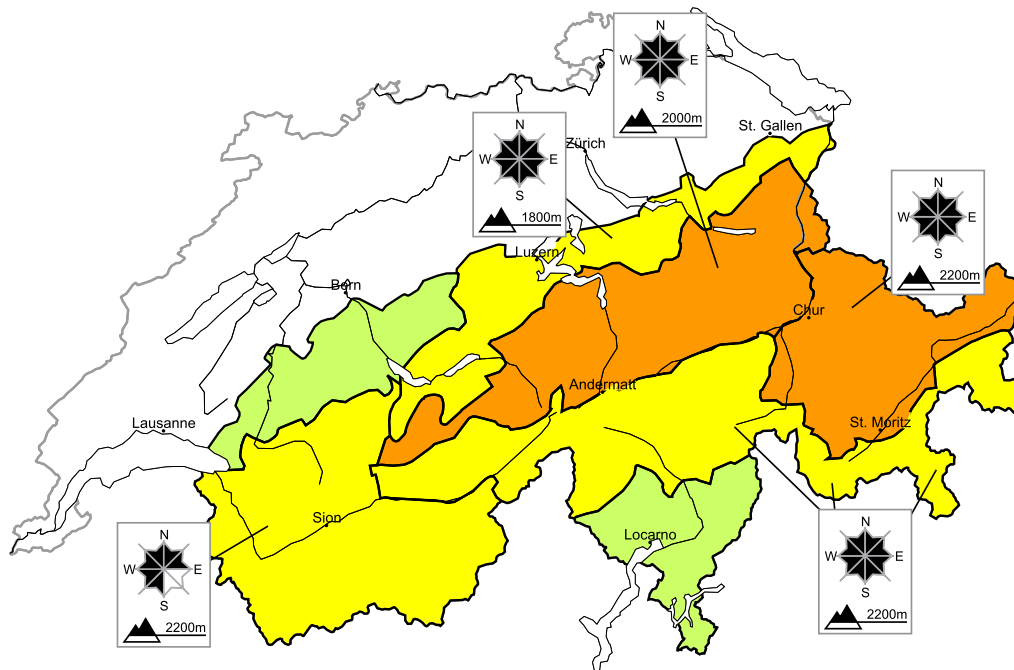 N
W E
S
2000m
N
W E
S
1800m
St. Gallen
Zürich
N
W E
S
2200m
Luzern
Bern
Chur
Andermatt
Lausanne
St. Moritz
Sion
Locarno
N
W E
S
2200m
N
W E
S
2200m